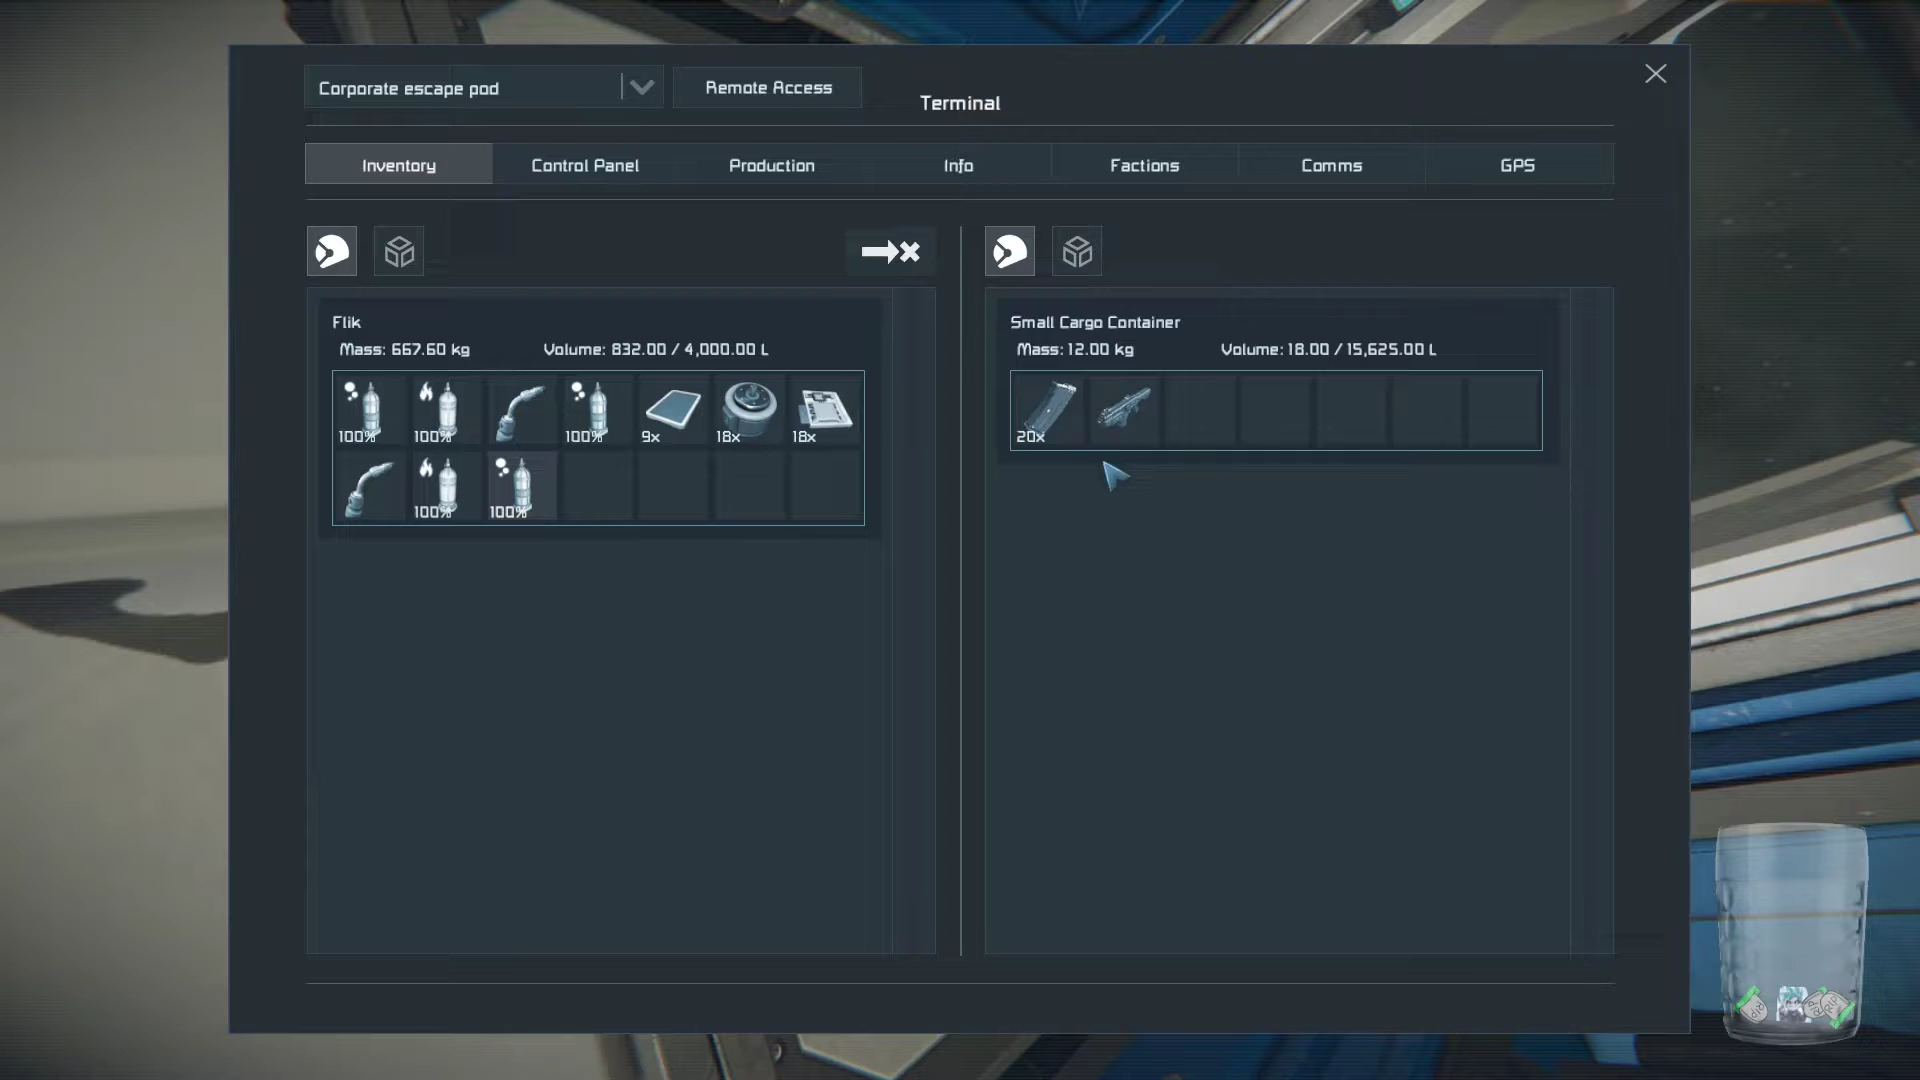 Corporate escape pod
Remote Access
Terminal
Inventory
Control Panel
Production
Info
Factions
Comms
GPS
Flik
Mass: 667.60 kg
Volume: 832.00 / 4,000.00 L
100%
100%
100%
9x
18x
18x
100%
100%
Small Cargo Container
Mass: 12.00 kg
Volume: 18.00 / 15,625.00 L
20x